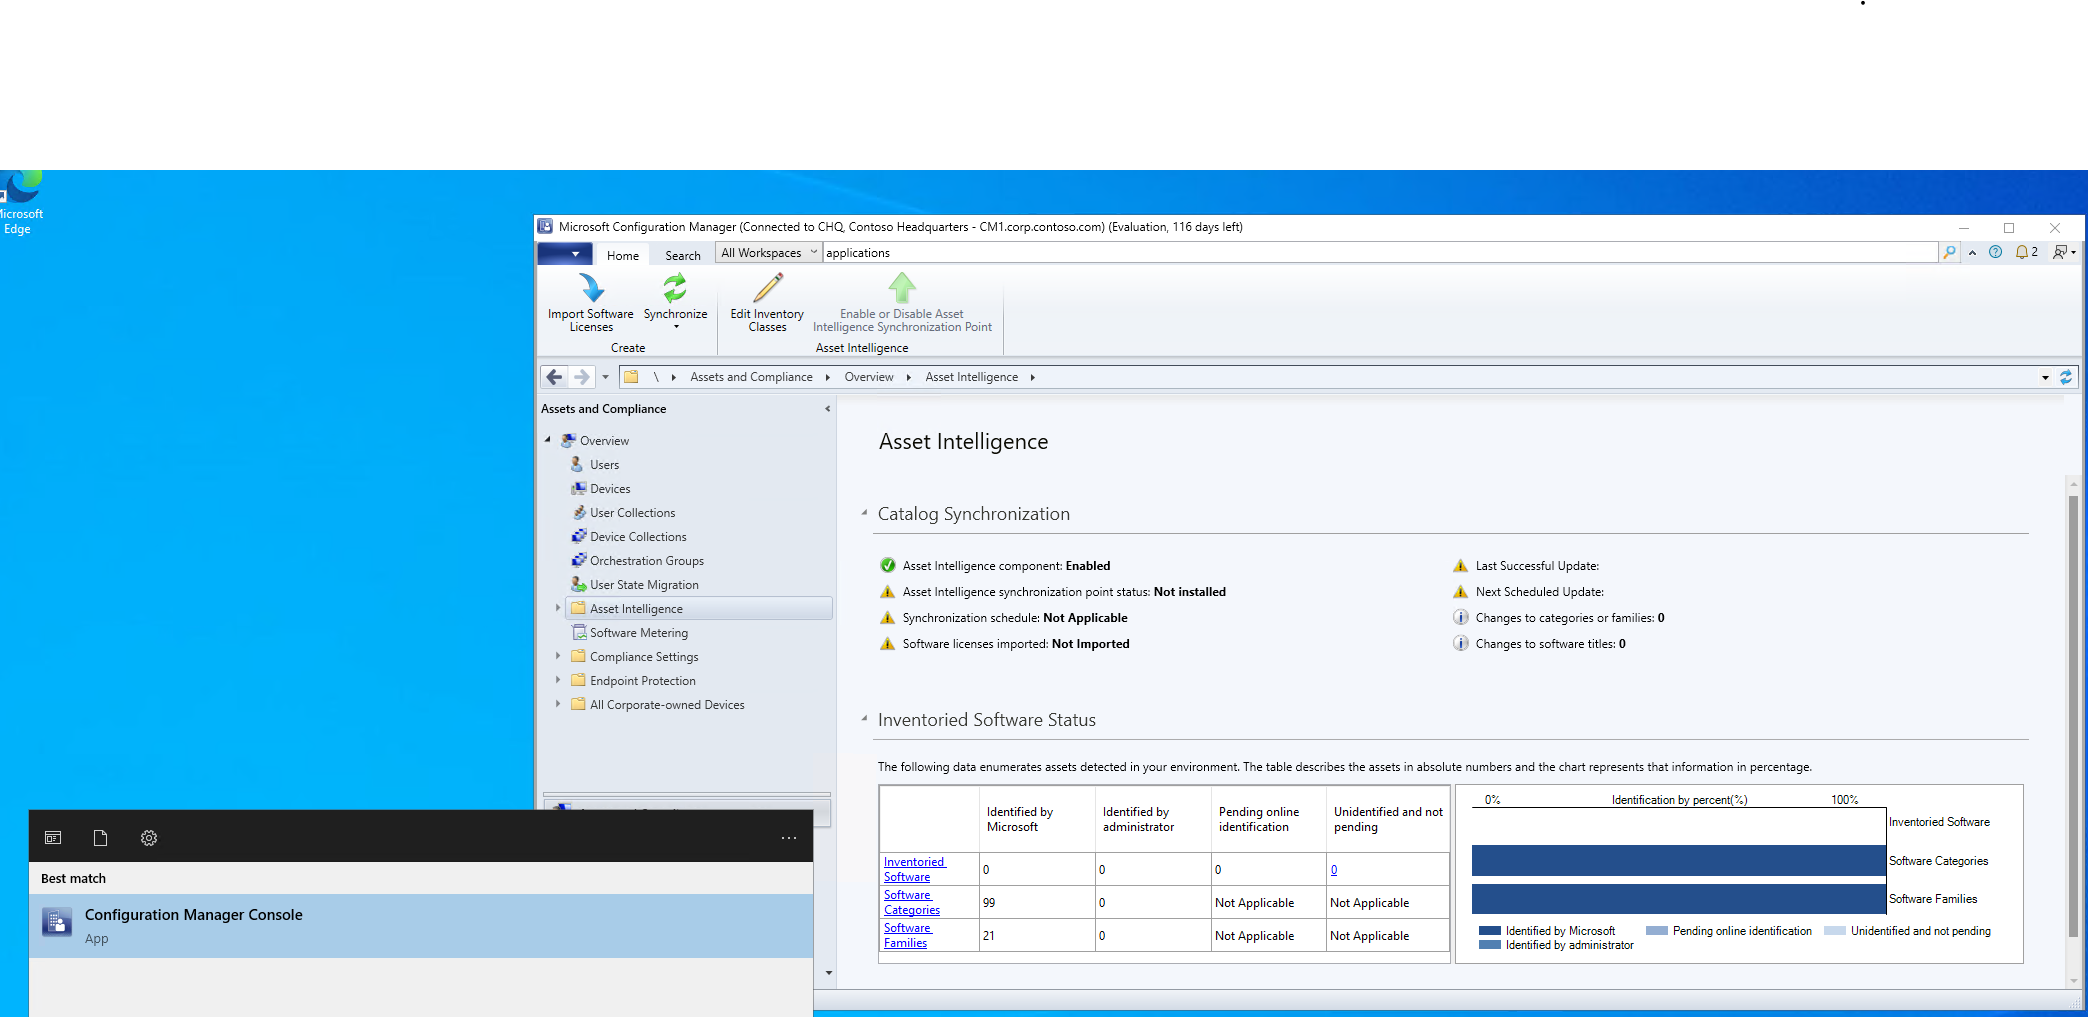 Microsoft
Edge
Microsoft Configuration Manager (Connected to CHQ, Contoso Headquarters - CM1.corp.contoso.com) (Evaluation, 116 days left)
Home
Search
All Workspaces
applications
2
Import Software
Licenses
Synchronize
Create
Edit Inventory
Classes
Enable or Disable Asset
Intelligence Synchronization Point
Asset Intelligence
\ Assets and Compliance Overview Asset Intelligence
Assets and Compliance
Overview
Users
Devices
User Collections
Device Collections
Orchestration Groups
User State Migration
Asset Intelligence
Software Metering
Compliance Settings
Endpoint Protection
All Corporate-owned Devices
Asset Intelligence
Catalog Synchronization
Asset Intelligence component: Enabled
Asset Intelligence synchronization point status: Not installed
Synchronization schedule: Not Applicable
Software licenses imported: Not Imported
Last Successful Update:
Next Scheduled Update:
Changes to categories or families: 0
Changes to software titles: 0
Inventoried Software Status
The following data enumerates assets detected in your environment. The table describes the assets in absolute numbers and the chart represents that information in percentage.
Identified by
Microsoft
Identified by
administrator
Pending online
identification
Unidentified and not
pending
Inventoried
Software
0
0
0
0
Software
Categories
99
0
Not Applicable
Not Applicable
Software
Families
21
0
Not Applicable
Not Applicable
0% Identification by percent(%) 100%
Inventoried Software
Software Categories
Software Families
Identified by Microsoft
Pending online identification
Unidentified and not pending
Identified by administrator
...
Best match
Configuration Manager Console
App